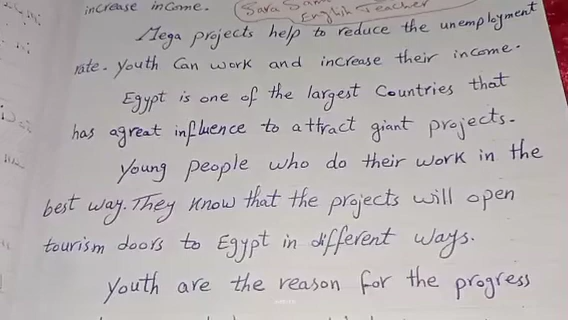 increase income.
Sara
English Teacher
Mega projects help to reduce the unemployment
rate. Youth can work and increase their income.
Egypt is one of the largest Countries that
has agreat influence to attract giant projects.
Young people who do their work in the
best way. They know that the projects will open
tourism doors to Egypt in different ways.
Youth are the reason for the progress